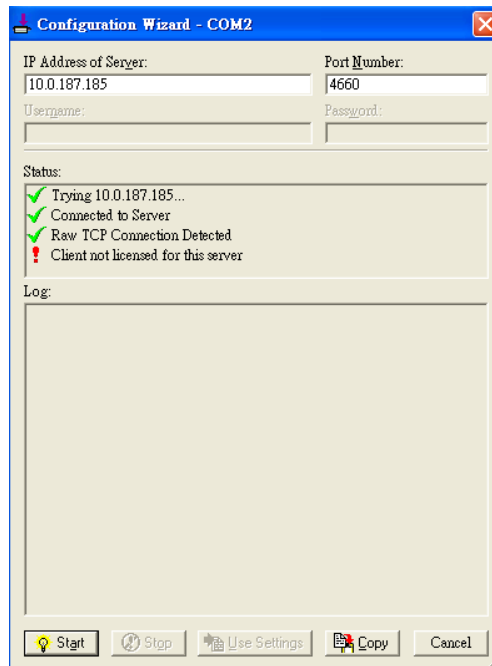 Configuration Wizard - COM2
IP Address of Server: Port Number:
10.0.187.185 4660
Username: Password:
Status:
Trying 10.0.187.185...
Connected to Server
Raw TCP Connection Detected
Client not licensed for this server
Log:
Start Stop Use Settings Copy Cancel